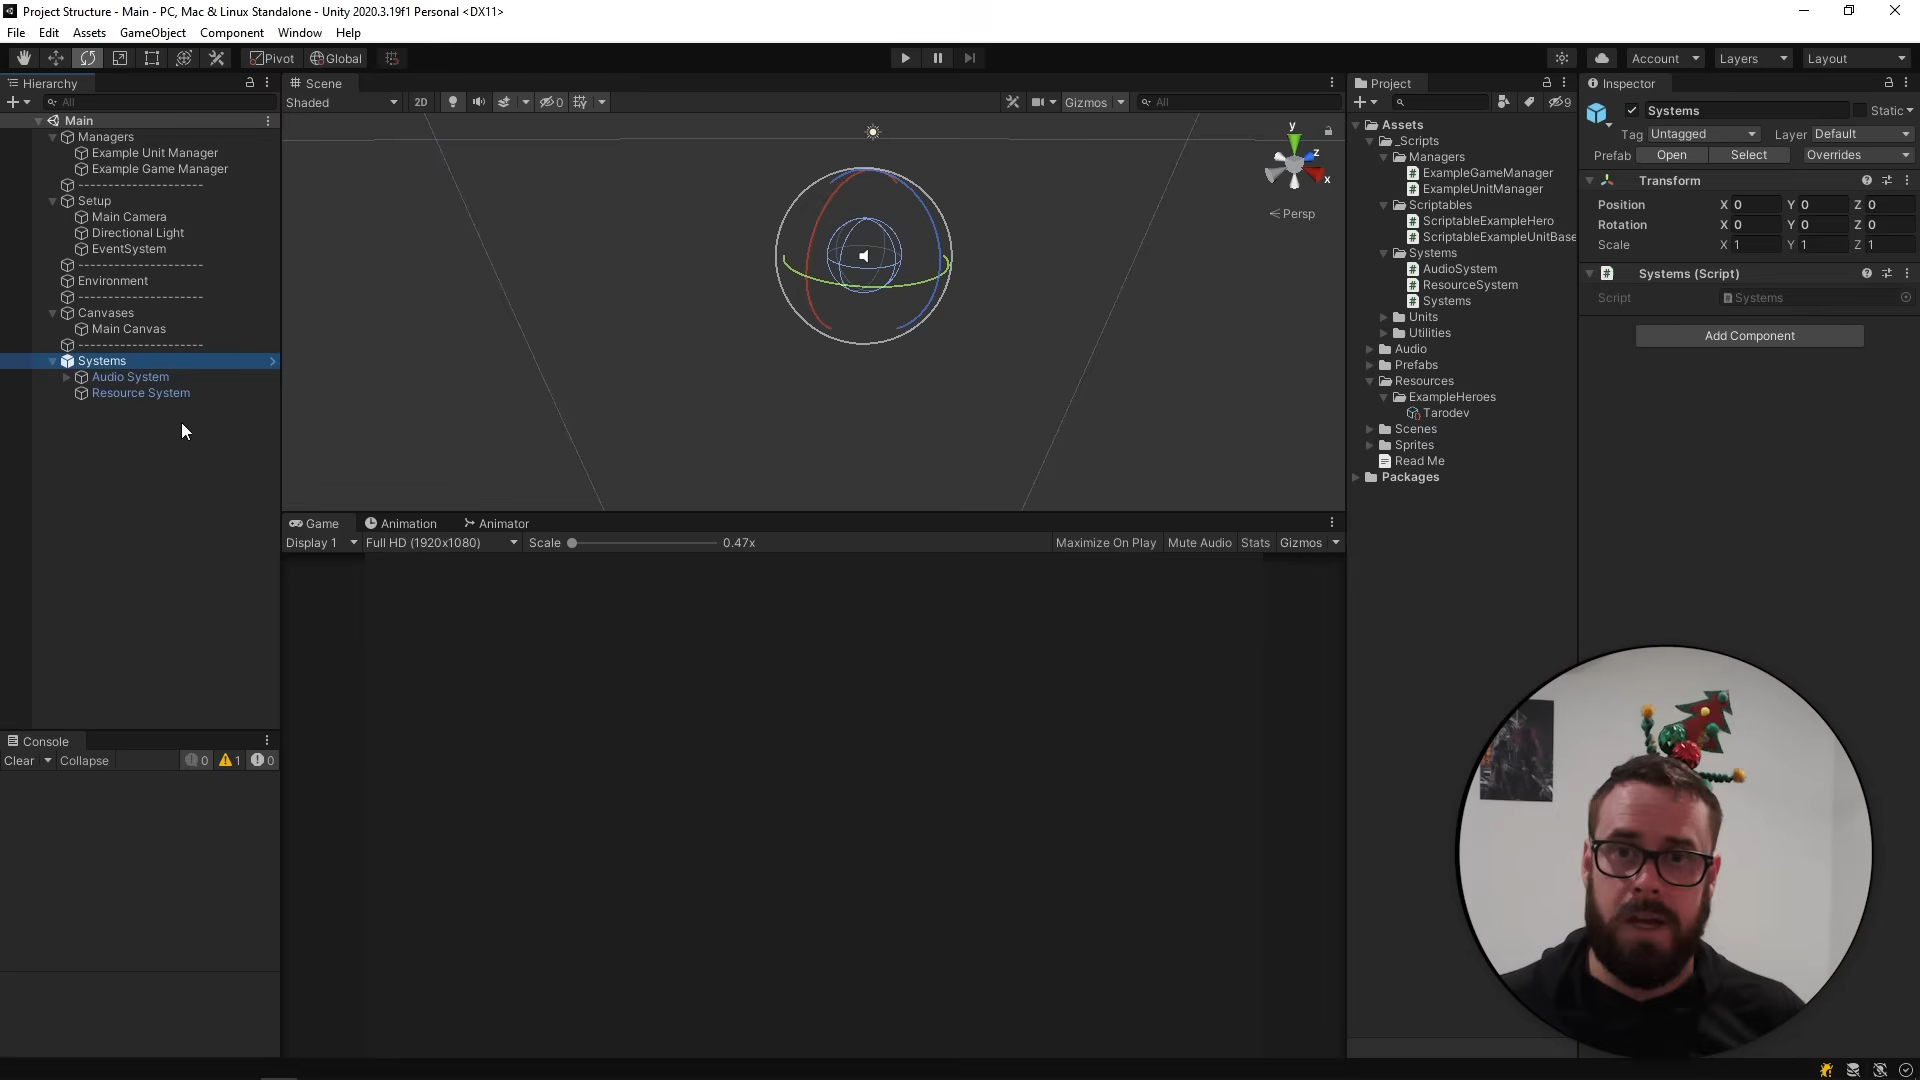 Project Structure - Main - PC, Mac & Linux Standalone - Unity 2020.3.19f1 Personal <DX11>
File Edit Assets GameObject Component Window Help
Pivot Global Account Layers Layout
Hierarchy
All
Main
Managers
Example Unit Manager
Example Game Manager
--------------------
Setup
Main Camera
Directional Light
EventSystem
--------------------
Environment
--------------------
Canvases
Main Canvas
--------------------
Systems
Audio System
Resource System
Console
Clear Collapse 0 1 0
Scene
Shaded 2D 0 Gizmos All
y
z
x
Persp
Game Animation Animator
Display 1 Full HD (1920x1080) Scale 0.47x Maximize On Play Mute Audio Stats Gizmos
Project
9
Assets
_Scripts
Managers
ExampleGameManager
ExampleUnitManager
Scriptables
ScriptableExampleHero
ScriptableExampleUnitBase
Systems
AudioSystem
ResourceSystem
Systems
Units
Utilities
Audio
Prefabs
Resources
ExampleHeroes
Tarodev
Scenes
Sprites
Read Me
Packages
Inspector
Systems Static
Tag Untagged Layer Default
Prefab Open Select Overrides
Transform
Position X 0 Y 0 Z 0
Rotation X 0 Y 0 Z 0
Scale X 1 Y 1 Z 1
Systems (Script)
Script Systems
Add Component